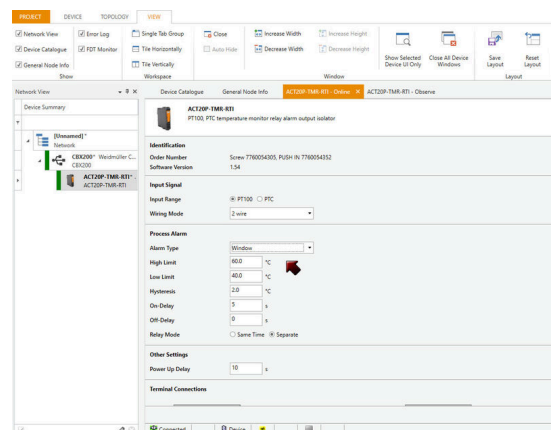 PROJECT DEVICE TOPOLOGY VIEW
Network View Error Log Single Tab Group Close Increase Width Increase Height
Device Catalogue FDT Monitor Tile Horizontally Auto Hide Decrease Width Decrease Height
General Node Info Tile Vertically
Show Selected Device UI Only
Close All Device Windows
Save Layout
Reset Layout
Show Workspace Window Layout
Network View
Device Catalogue General Node Info ACT20P-TMR-RTI - Online ACT20P-TMR-RTI - Observe
Device Summary
[Unnamed]*
Network
CBX200* Weidmüller C...
CBX200
ACT20P-TMR-RTI*
ACT20P-TMR-RTI
ACT20P-TMR-RTI
PT100, PTC temperature monitor relay alarm output isolator
Identification
Order Number Screw 7760054305, PUSH IN 7760054352
Software Version 1.54
Input Signal
Input Range PT100 PTC
Wiring Mode 2 wire
Process Alarm
Alarm Type Window
High Limit 60.0 °C
Low Limit 40.0 °C
Hysteresis 2.0 °C
On-Delay 5 s
Off-Delay 0 s
Relay Mode Same Time Separate
Other Settings
Power Up Delay 10 s
Terminal Connections
Connected Device